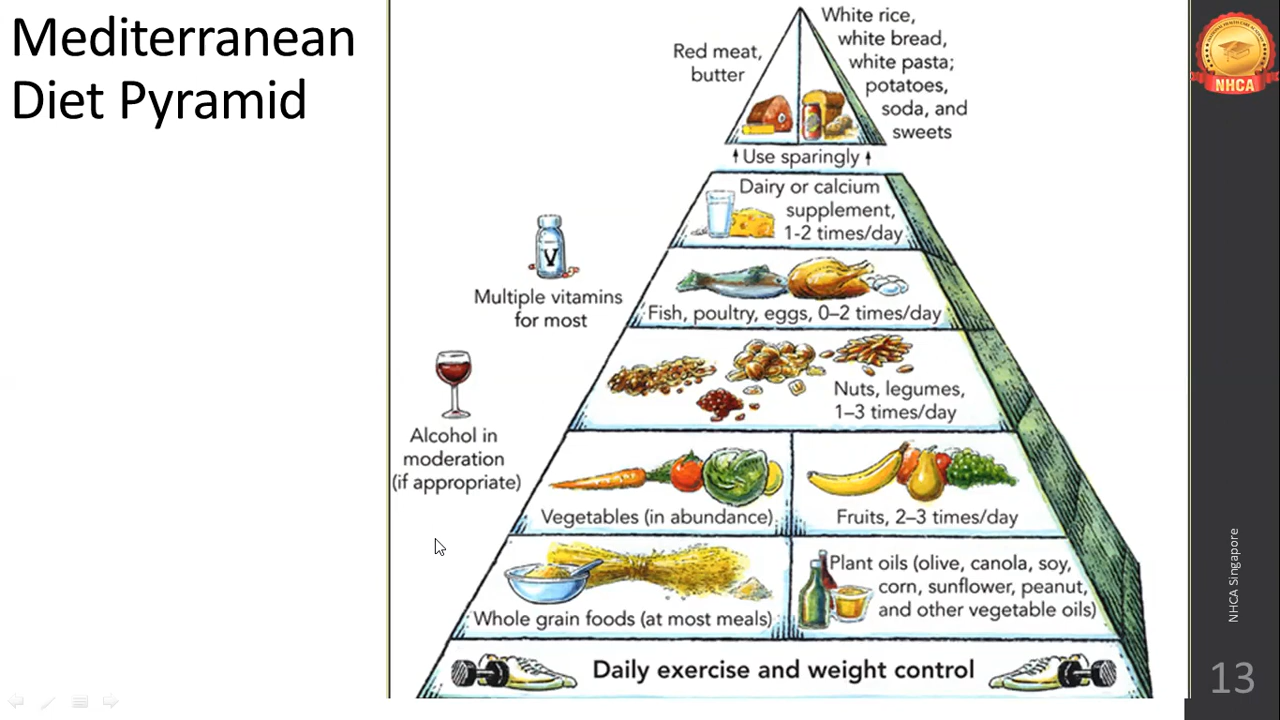 Mediterranean
Diet Pyramid
Red meat,
butter
White rice,
white bread,
white pasta;
potatoes,
soda, and
sweets
Use sparingly
Dairy or calcium
supplement,
1-2 times/day
V
Multiple vitamins
for most
Fish, poultry, eggs, 0–2 times/day
Nuts, legumes,
1–3 times/day
Alcohol in
moderation
(if appropriate)
Vegetables (in abundance)
Fruits, 2–3 times/day
Whole grain foods (at most meals)
Plant oils (olive, canola, soy,
corn, sunflower, peanut,
and other vegetable oils)
Daily exercise and weight control
NHCA
NHCA Singapore
13